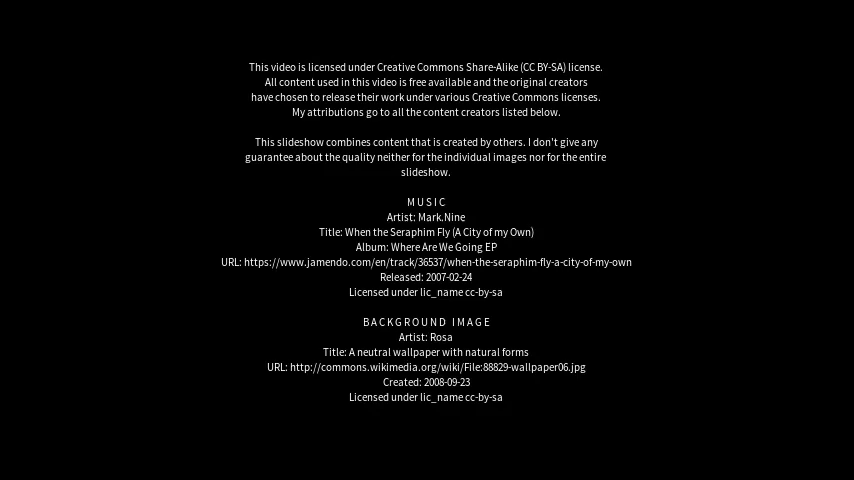 This video is licensed under Creative Commons Share-Alike (CC BY-SA) license.
All content used in this video is free available and the original creators
have chosen to release their work under various Creative Commons licenses.
My attributions go to all the content creators listed below.
This slideshow combines content that is created by others. I don't give any
guarantee about the quality neither for the individual images nor for the entire
slideshow.
MUSIC
Artist: Mark.Nine
Title: When the Seraphim Fly (A City of my Own)
Album: Where Are We Going EP
URL: https://www.jamendo.com/en/track/36537/when-the-seraphim-fly-a-city-of-my-own
Released: 2007-02-24
Licensed under lic_name cc-by-sa
BACKGROUND IMAGE
Artist: Rosa
Title: A neutral wallpaper with natural forms
URL: http://commons.wikimedia.org/wiki/File:88829-wallpaper06.jpg
Created: 2008-09-23
Licensed under lic_name cc-by-sa